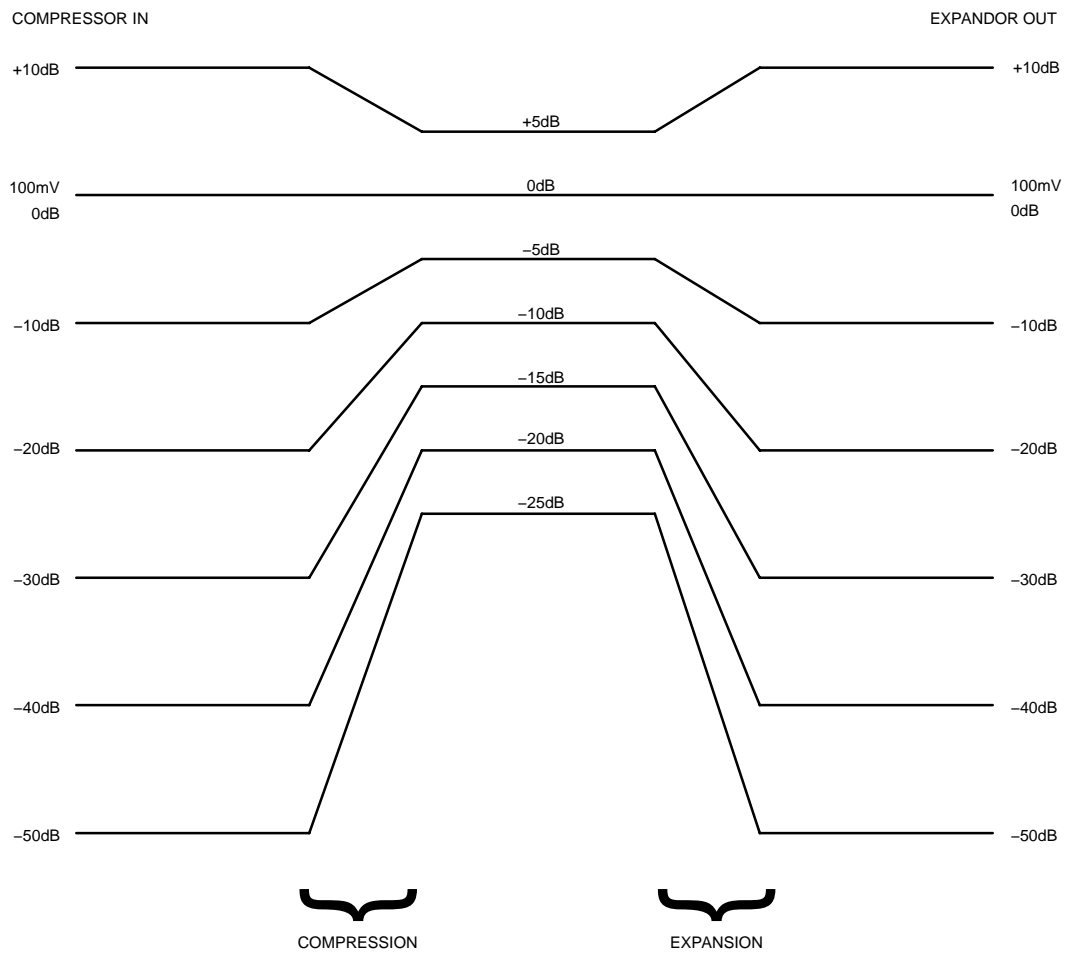 COMPRESSOR IN EXPANDOR OUT
+10dB +10dB
+5dB
100mV 0dB 100mV
0dB 0dB
−5dB
−10dB −10dB
−10dB
−15dB
−20dB −20dB
−20dB
−25dB
−30dB −30dB
−40dB −40dB
−50dB −50dB
COMPRESSION EXPANSION